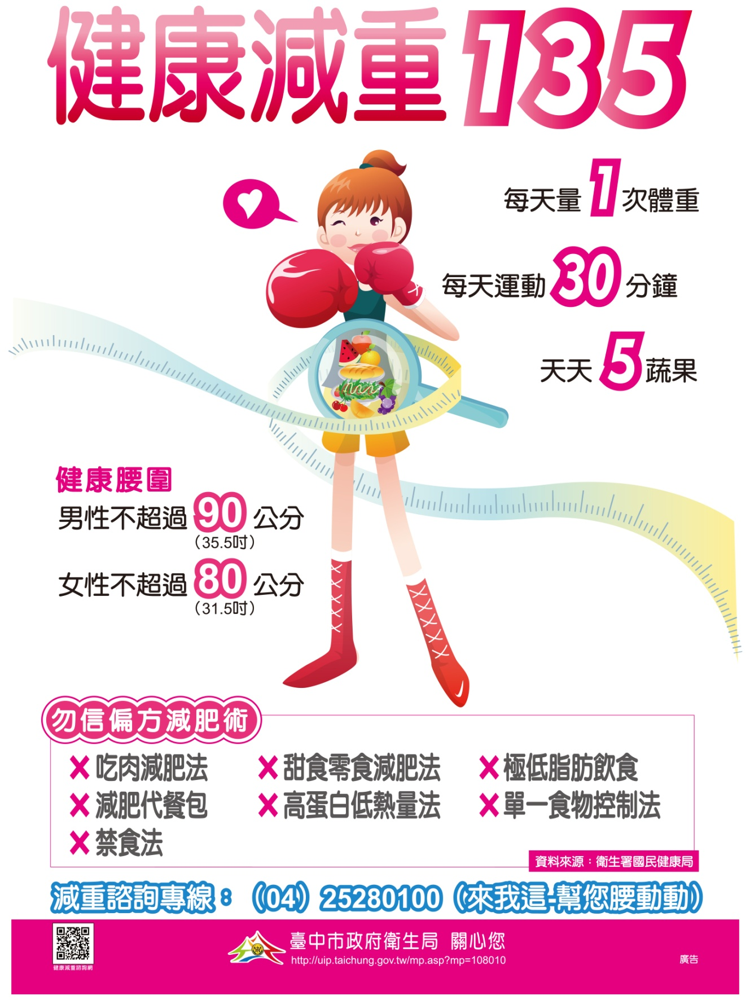 健康減重135
每天量1次體重
每天運動30分鐘
天天5蔬果
健康腰圍
男性不超過90公分
（35.5吋）
女性不超過80公分
（31.5吋）
勿信偏方減肥術
✕吃肉減肥法 ✕甜食零食減肥法 ✕極低脂肪飲食
✕減肥代餐包 ✕高蛋白低熱量法 ✕單一食物控制法
✕禁食法
資料來源：衛生署國民健康局
減重諮詢專線：（04）25280100（來我這-幫您腰動動）
臺中市政府衛生局 關心您
http://uip.taichung.gov.tw/mp.asp?mp=108010
健康減重諮詢網
廣告